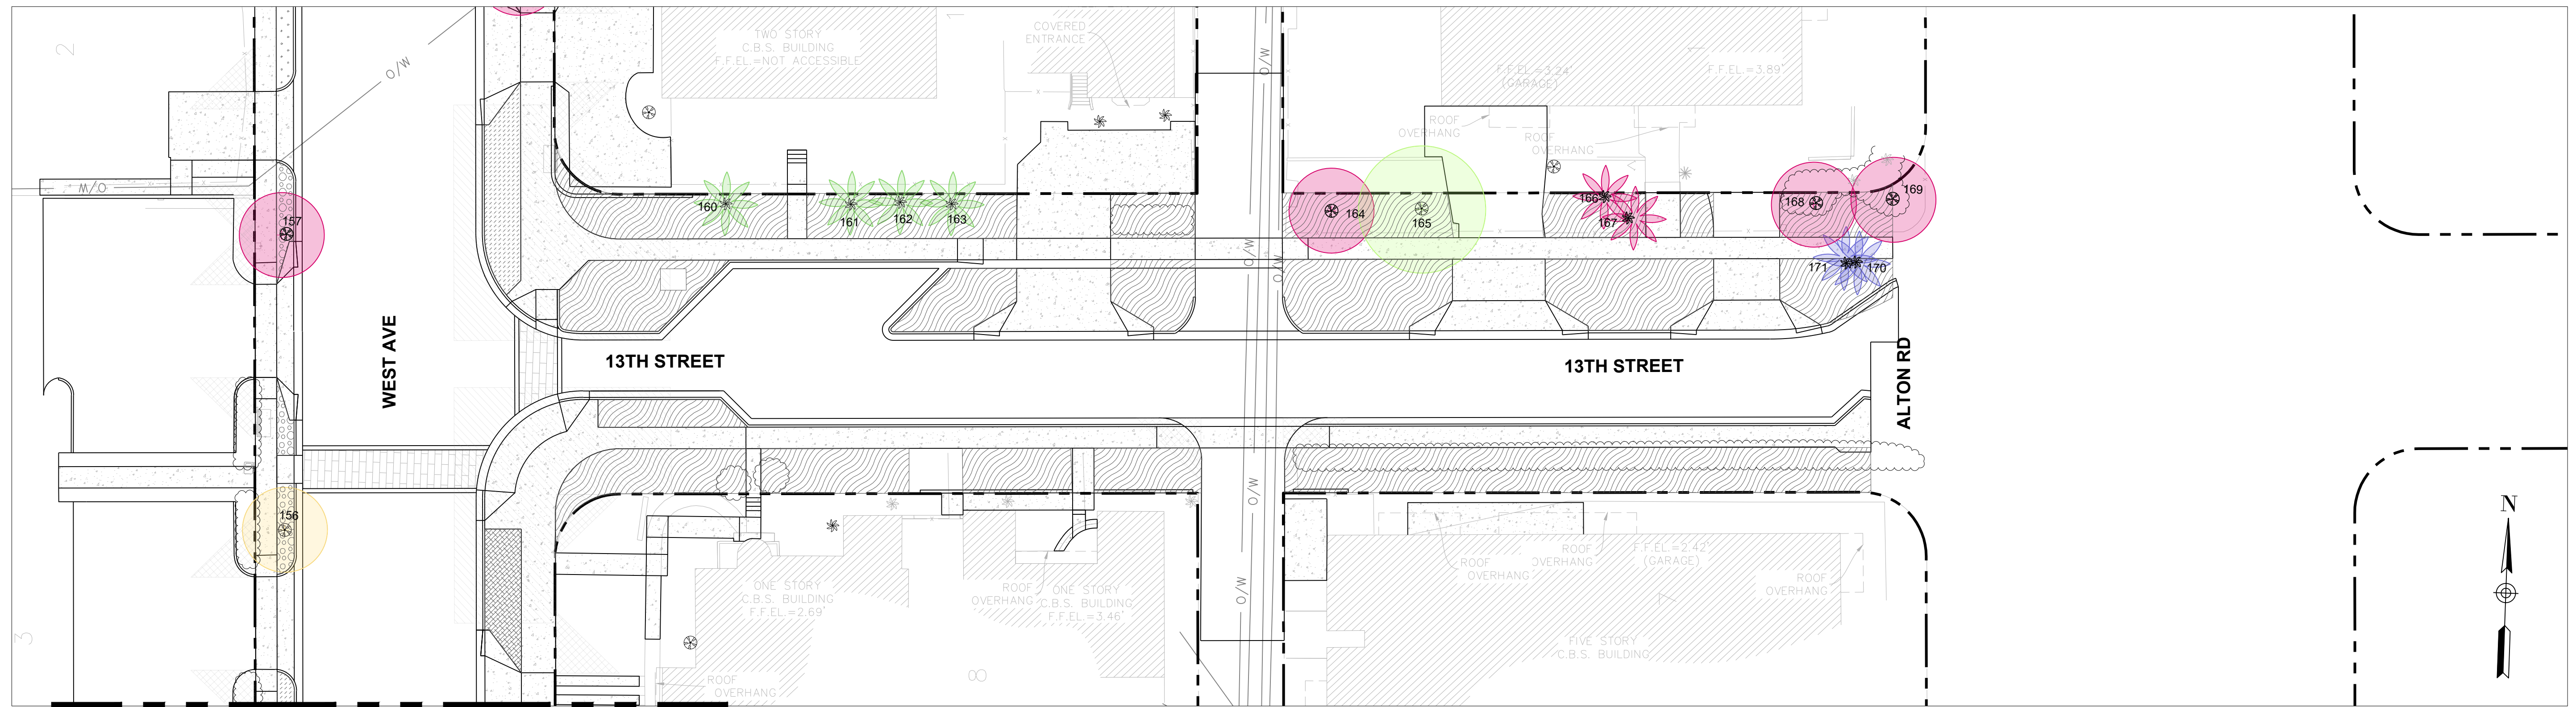 2
TWO STORY
C.B.S. BUILDING
F.F.EL.=NOT ACCESSIBLE
COVERED
ENTRANCE
F.F.EL.=3.24'
(GARAGE)
F.F.EL.=3.89'
O/W
O/W
ROOF
OVERHANG
ROOF
OVERHANG
O/W
157
160
161
162
163
164
165
166
167
168
169
170
171
O/W
O/W
O/W
WEST AVE
13TH STREET
13TH STREET
ALTON RD
156
O/W
O/W
N
ROOF
OVERHANG
ROOF
OVERHANG
F.F.EL.=2.42'
(GARAGE)
ROOF
OVERHANG
ONE STORY
C.B.S. BUILDING
F.F.EL.=2.69'
ROOF
OVERHANG
ONE STORY
C.B.S. BUILDING
F.F.EL.=3.46'
7
3
8
FIVE STORY
C.B.S. BUILDING
ROOF
OVERHANG